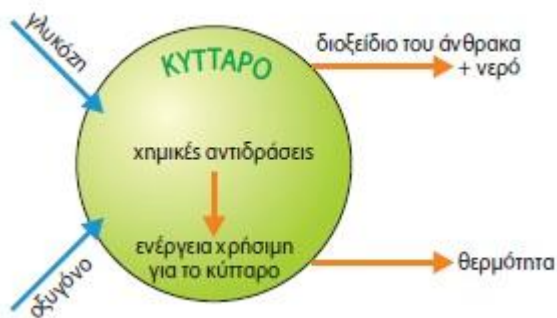 γλυκόζη
ΚΥΤΤΑΡΟ
διοξείδιο του άνθρακα
+ νερό
χημικές αντιδράσεις
ενέργεια χρήσιμη
για το κύτταρο
οξυγόνο
θερμότητα